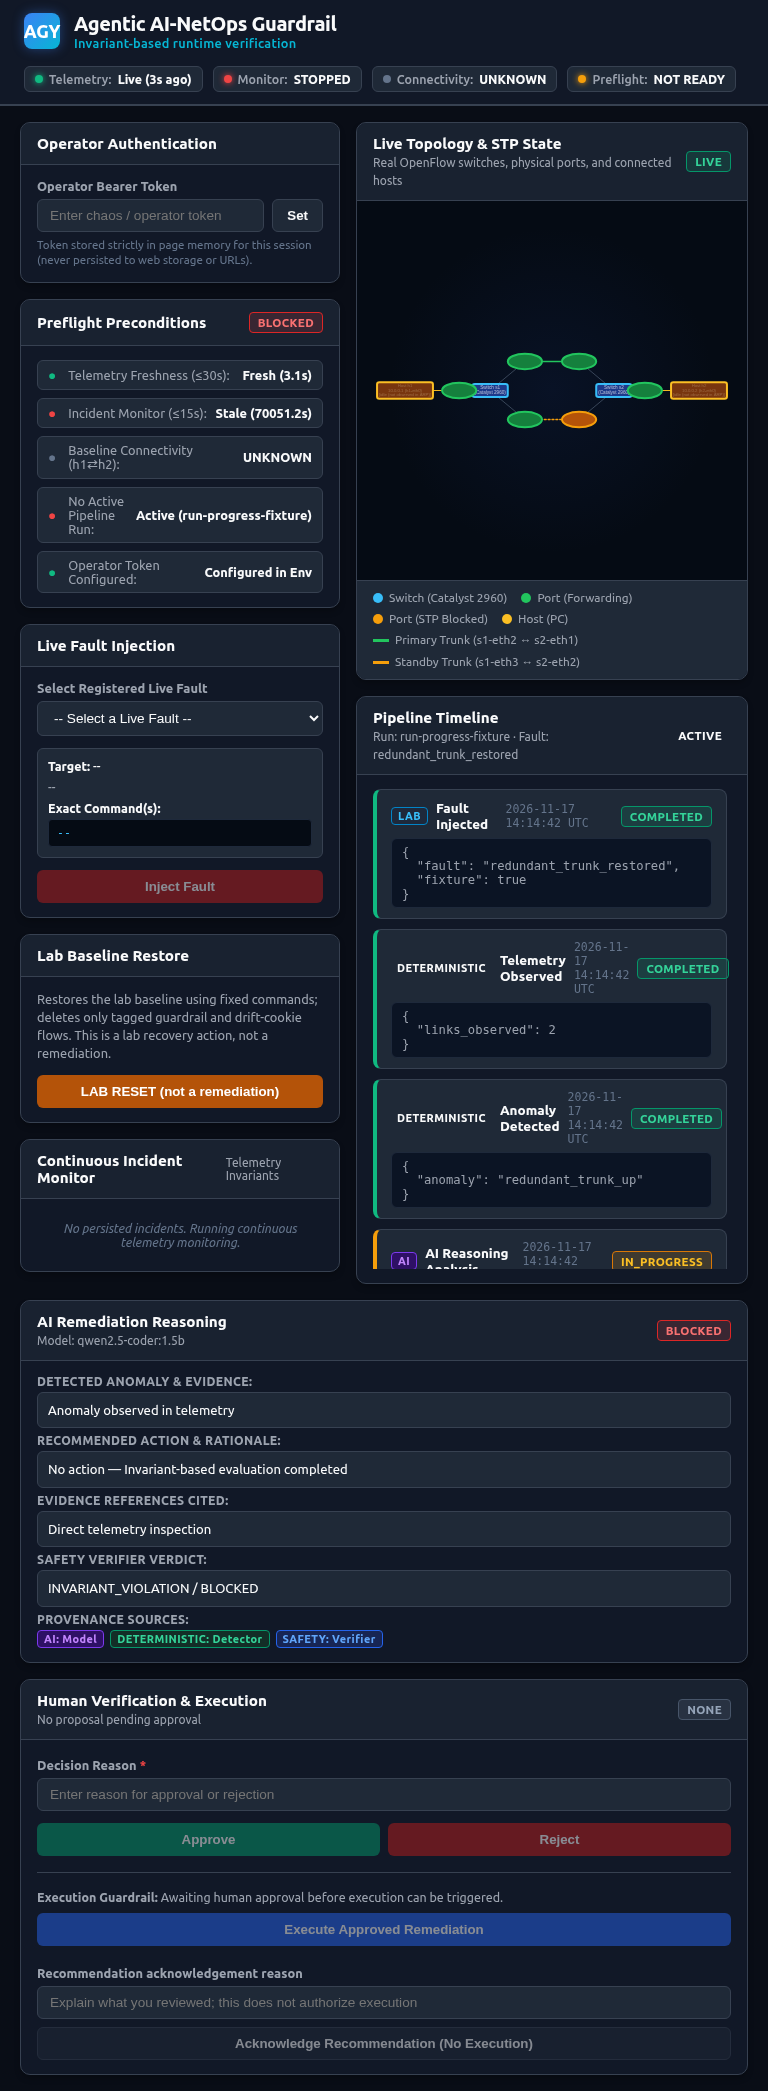 AGY
Agentic AI-NetOps Guardrail
Invariant-based runtime verification
Telemetry: Live (3s ago)
Monitor: STOPPED
Connectivity: UNKNOWN
Preflight: NOT READY
Operator Authentication
Operator Bearer Token
Enter chaos / operator token
Set
Token stored strictly in page memory for this session
(never persisted to web storage or URLs).
Preflight Preconditions
BLOCKED
Telemetry Freshness (≤30s): Fresh (3.1s)
Incident Monitor (≤15s): Stale (70051.2s)
Baseline Connectivity
(h1⇄h2):
UNKNOWN
No Active
Pipeline
Run:
Active (run-progress-fixture)
Operator Token
Configured:
Configured in Env
Live Fault Injection
Select Registered Live Fault
-- Select a Live Fault --
Target: --
--
Exact Command(s):
--
Inject Fault
Lab Baseline Restore
Restores the lab baseline using fixed commands;
deletes only tagged guardrail and drift-cookie
flows. This is a lab recovery action, not a
remediation.
LAB RESET (not a remediation)
Continuous Incident
Monitor
Telemetry
Invariants
No persisted incidents. Running continuous
telemetry monitoring.
Live Topology & STP State
Real OpenFlow switches, physical ports, and connected
hosts
LIVE
Switch s1
(Catalyst 2960)
Switch s2
(Catalyst 2960)
Switch (Catalyst 2960)
Port (Forwarding)
Port (STP Blocked)
Host (PC)
Primary Trunk (s1-eth2 ↔ s2-eth1)
Standby Trunk (s1-eth3 ↔ s2-eth2)
Pipeline Timeline
Run: run-progress-fixture · Fault:
redundant_trunk_restored
ACTIVE
LAB
Fault
Injected
2026-11-17
14:14:42 UTC
COMPLETED
{
"fault": "redundant_trunk_restored",
"fixture": true
}
DETERMINISTIC
Telemetry
Observed
2026-11-
17
14:14:42
UTC
COMPLETED
{
"links_observed": 2
}
DETERMINISTIC
Anomaly
Detected
2026-11-
17
14:14:42
UTC
COMPLETED
{
"anomaly": "redundant_trunk_up"
}
AI
AI Reasoning
Analysis
2026-11-17
14:14:42
IN_PROGRESS
AI Remediation Reasoning
Model: qwen2.5-coder:1.5b
BLOCKED
DETECTED ANOMALY & EVIDENCE:
Anomaly observed in telemetry
RECOMMENDED ACTION & RATIONALE:
No action — Invariant-based evaluation completed
EVIDENCE REFERENCES CITED:
Direct telemetry inspection
SAFETY VERIFIER VERDICT:
INVARIANT_VIOLATION / BLOCKED
PROVENANCE SOURCES:
AI: Model
DETERMINISTIC: Detector
SAFETY: Verifier
Human Verification & Execution
No proposal pending approval
NONE
Decision Reason *
Enter reason for approval or rejection
Approve
Reject
Execution Guardrail: Awaiting human approval before execution can be triggered.
Execute Approved Remediation
Recommendation acknowledgement reason
Explain what you reviewed; this does not authorize execution
Acknowledge Recommendation (No Execution)